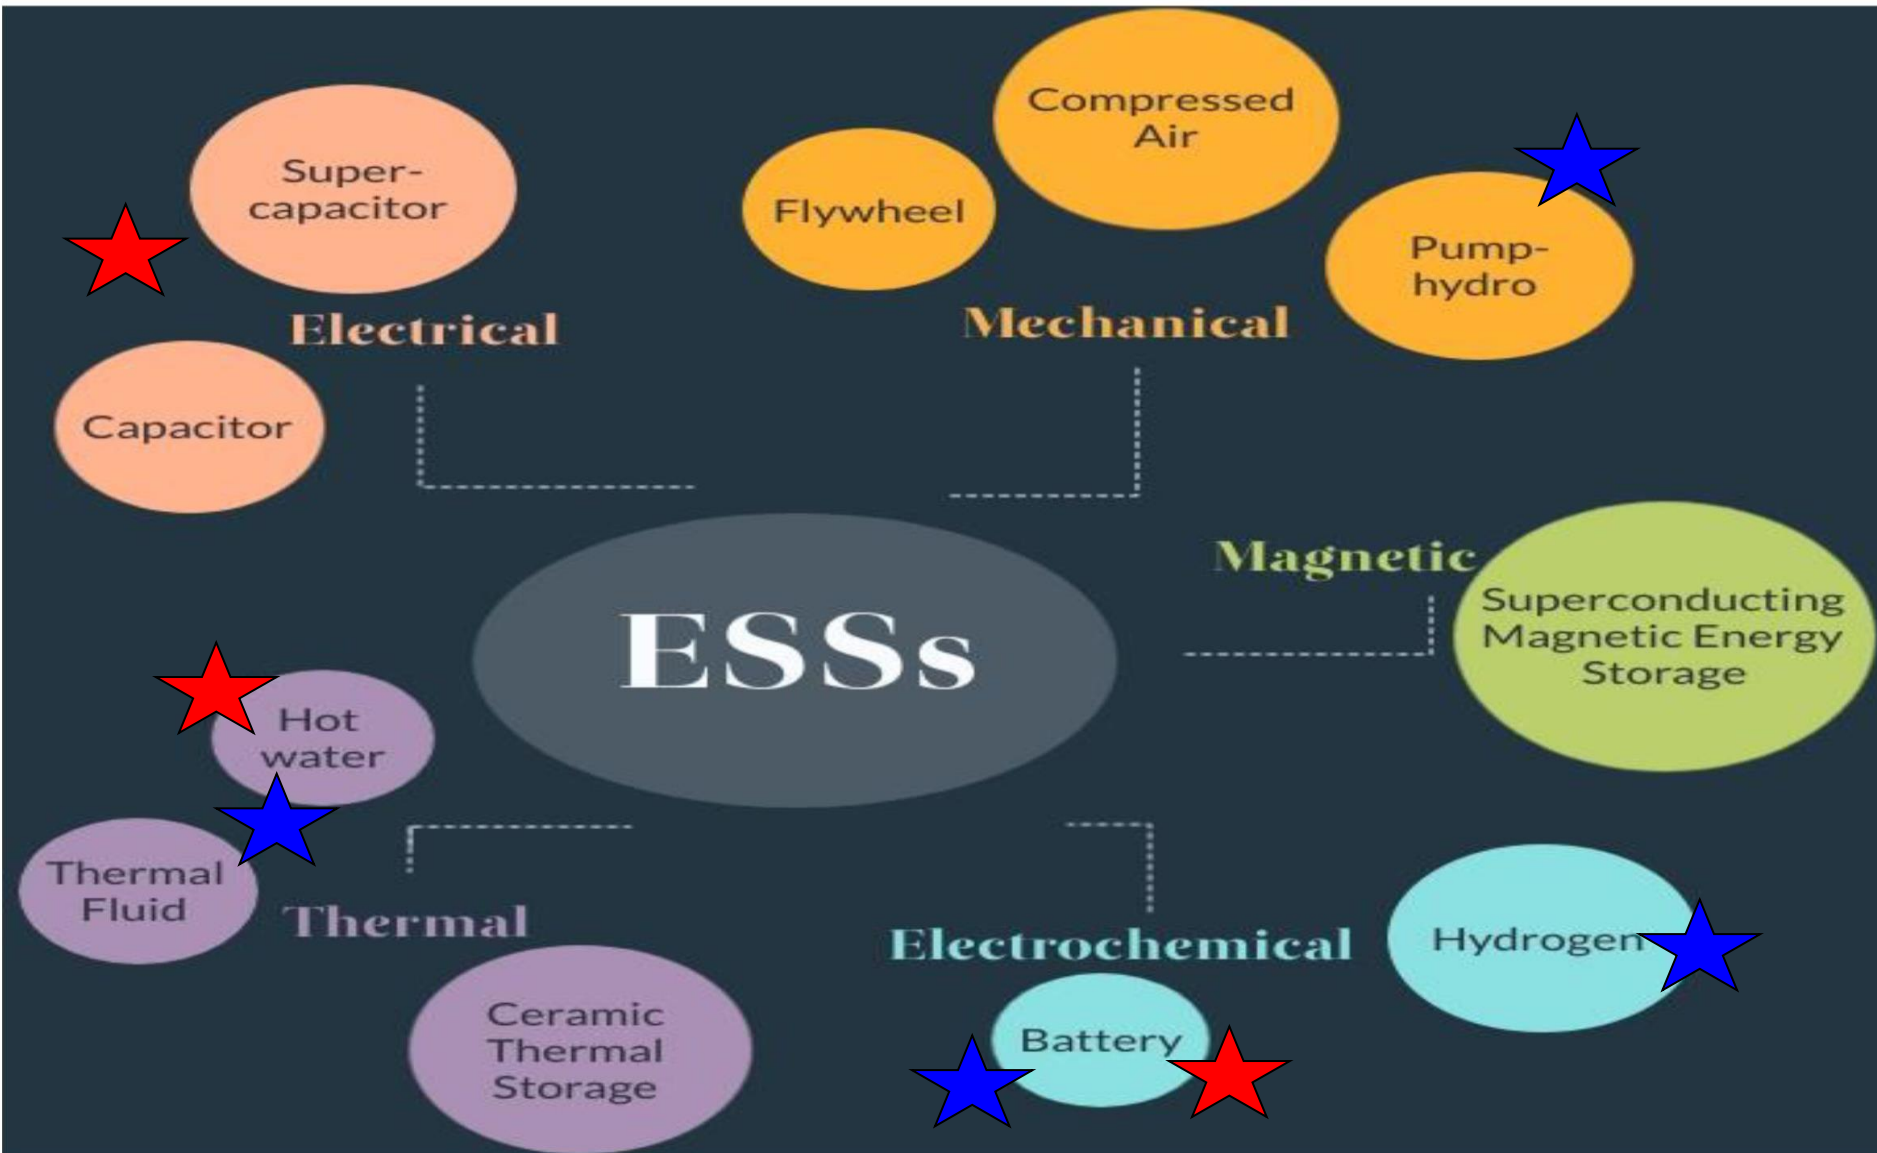 Super-
capacitor
Electrical
Capacitor
Compressed
Air
Flywheel
Pump-
hydro
Mechanical
Magnetic
Superconducting
Magnetic Energy
Storage
ESSs
Hot
water
Thermal
Fluid
Thermal
Ceramic
Thermal
Storage
Electrochemical
Battery
Hydrogen